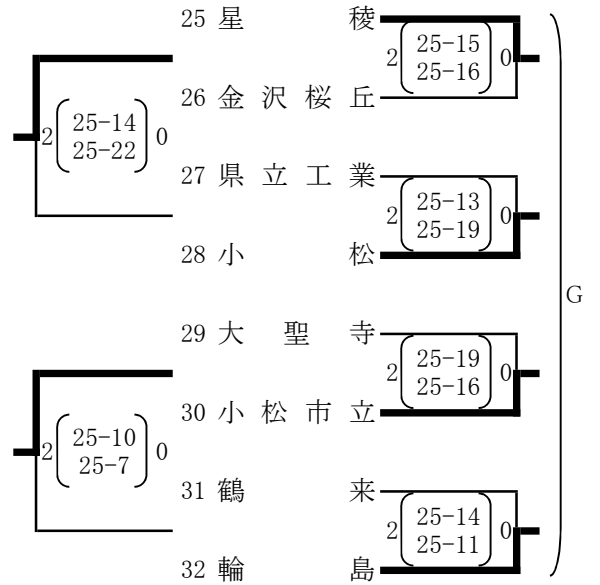 25 星稜
2 25-15 0
25-16
26 金沢桜丘
2 25-14 0
25-22
27 県立工業
2 25-13 0
25-19
28 小松
G
29 大聖寺
2 25-19 0
25-16
30 小松市立
2 25-10 0
25-7
31 鶴来
2 25-14 0
25-11
32 輪島